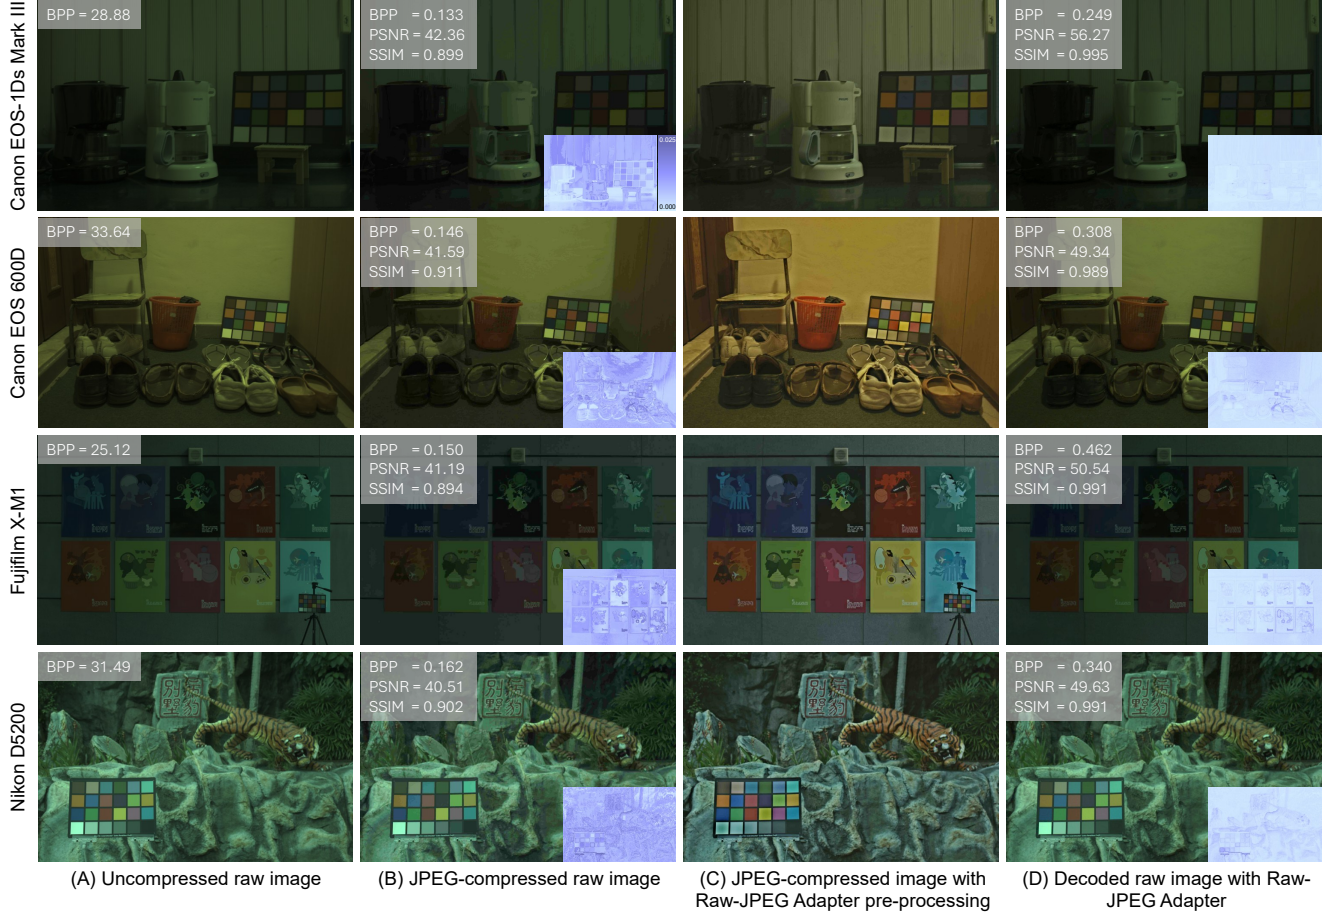 Canon EOS-1Ds Mark III
BPP = 28.88
BPP = 0.133
PSNR = 42.36
SSIM = 0.899
0.025
0.000
BPP = 0.249
PSNR = 56.27
SSIM = 0.995
Canon EOS 600D
BPP = 33.64
BPP = 0.146
PSNR = 41.59
SSIM = 0.911
BPP = 0.308
PSNR = 49.34
SSIM = 0.989
Fujifilm X-M1
BPP = 25.12
BPP = 0.150
PSNR = 41.19
SSIM = 0.894
BPP = 0.462
PSNR = 50.54
SSIM = 0.991
Nikon D5200
BPP = 31.49
BPP = 0.162
PSNR = 40.51
SSIM = 0.902
BPP = 0.340
PSNR = 49.63
SSIM = 0.991
(A) Uncompressed raw image
(B) JPEG-compressed raw image
(C) JPEG-compressed image with
Raw-JPEG Adapter pre-processing
(D) Decoded raw image with Raw-
JPEG Adapter